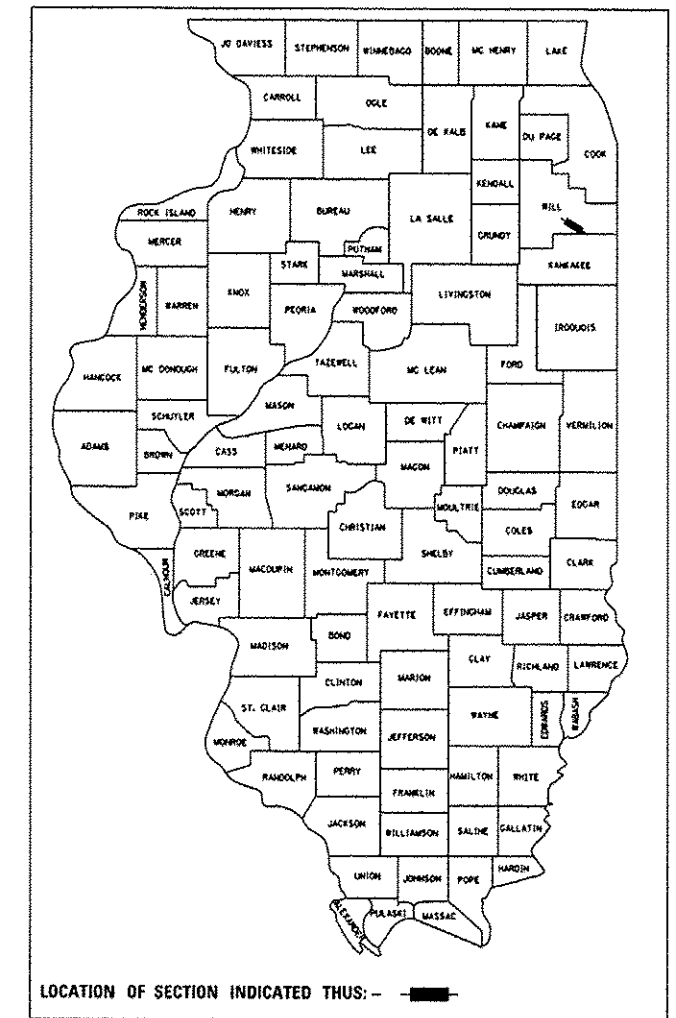 JO DAVIESS STEPHENSON WINNEBAGO BOONE MC HENRY LAKE
CARROLL OGLE DE KALB KANE DU PAGE COOK
WHITESIDE LEE
KENDALL WILL
ROCK ISLAND HENRY BUREAU LA SALLE GRUNDY
MERCER STARK PUTNAM KANKAKEE
MARSHALL
HENDERSON WARREN KNOX PEORIA WOODFORD LIVINGSTON IROQUOIS
HANCOCK MC DONOUGH FULTON TAZEWELL MC LEAN FORD
MASON
SCHUYLER LOGAN DE WITT CHAMPAIGN VERMILION
ADAMS BROWN CASS MENARD MACON PIATT
PIKE SCOTT MORGAN SANGAMON MOULTRIE DOUGLAS EDGAR
CHRISTIAN COLES
CALHOUN GREENE MACOUPIN MONTGOMERY SHELBY CUMBERLAND CLARK
JERSEY FAYETTE EFFINGHAM JASPER CRAWFORD
MADISON BOND
CLAY RICHLAND LAWRENCE
CLINTON MARION
ST. CLAIR WAYNE EDWARDS WABASH
MONROE WASHINGTON JEFFERSON
RANDOLPH PERRY HAMILTON WHITE
FRANKLIN
JACKSON WILLIAMSON SALINE GALLATIN
UNION JOHNSON POPE HARDIN
ALEXANDER PULASKI MASSAC
LOCATION OF SECTION INDICATED THUS: -